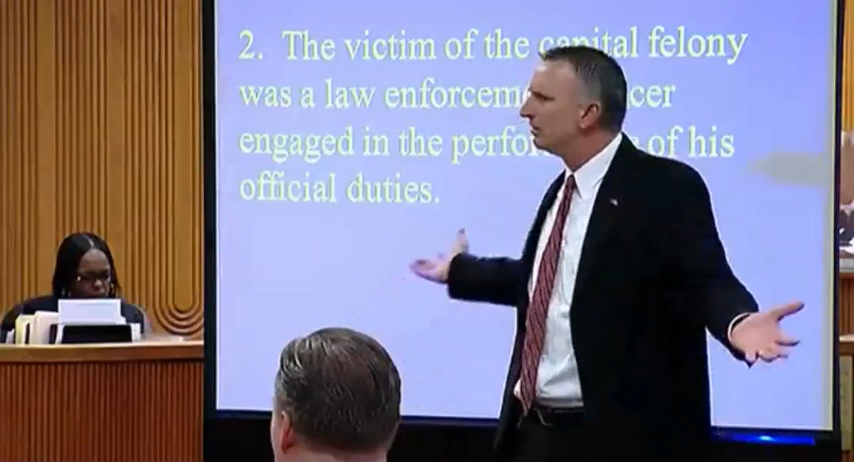 2. The victim of the capital felony
was a law
engaged in the of his
official duties.